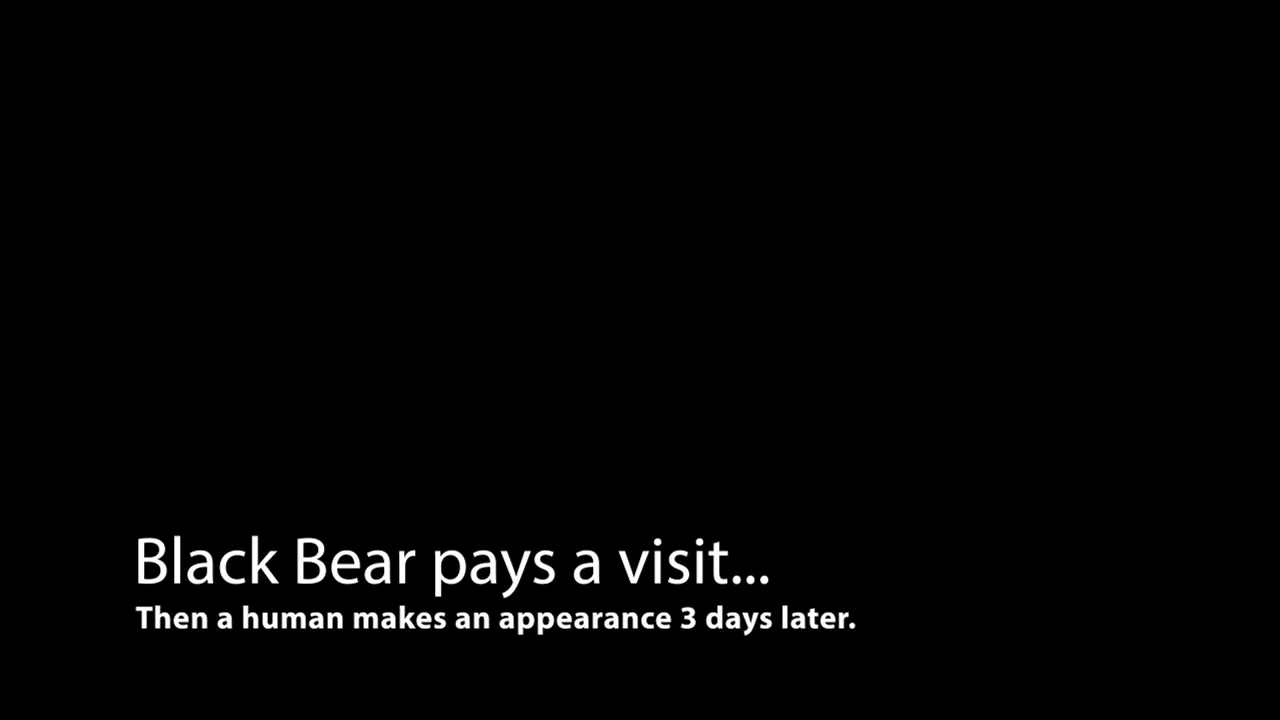 Black Bear pays a visit...
Then a human makes an appearance 3 days later.